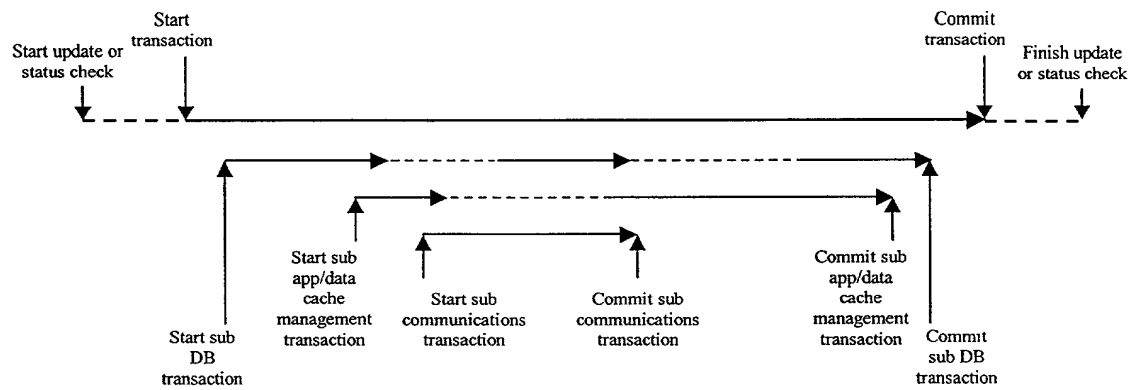 Start
transaction
Commit
transaction
Start update or
status check
Finish update
or status check
Start sub
app/data
cache
management
transaction
Start sub
communications
transaction
Commit sub
communications
transaction
Commit sub
app/data
cache
management
transaction
Start sub
DB
transaction
Commit
sub DB
transaction